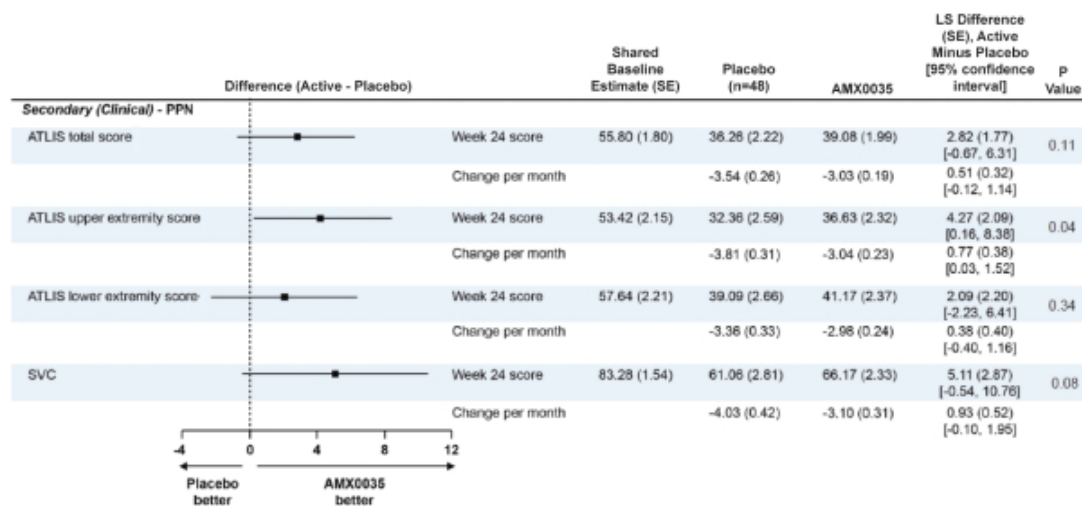 LS Difference
(SE), Active
Minus Placebo
[95% confidence
interval]
Shared
Baseline
Estimate (SE)
Placebo
(n=48)
AMX0035
P
Value
Difference (Active - Placebo)
Secondary (Clinical) - PPN
ATLIS total score Week 24 score 55.80 (1.80) 36.26 (2.22) 39.08 (1.99) 2.82 (1.77) 0.11
[-0.67, 6.31]
Change per month -3.54 (0.26) -3.03 (0.19) 0.51 (0.32)
[-0.12, 1.14]
ATLIS upper extremity score Week 24 score 53.42 (2.15) 32.36 (2.59) 36.63 (2.32) 4.27 (2.09) 0.04
[0.16, 8.38]
Change per month -3.81 (0.31) -3.04 (0.23) 0.77 (0.38)
[0.03, 1.52]
ATLIS lower extremity score Week 24 score 57.64 (2.21) 39.09 (2.66) 41.17 (2.37) 2.09 (2.20) 0.34
[-2.23, 6.41]
Change per month -3.36 (0.33) -2.98 (0.24) 0.38 (0.40)
[-0.40, 1.16]
SVC Week 24 score 83.28 (1.54) 61.06 (2.81) 66.17 (2.33) 5.11 (2.87) 0.08
[-0.54, 10.76]
Change per month -4.03 (0.42) -3.10 (0.31) 0.93 (0.52)
[-0.10, 1.95]
-4 0 4 8 12
Placebo
better
AMX0035
better